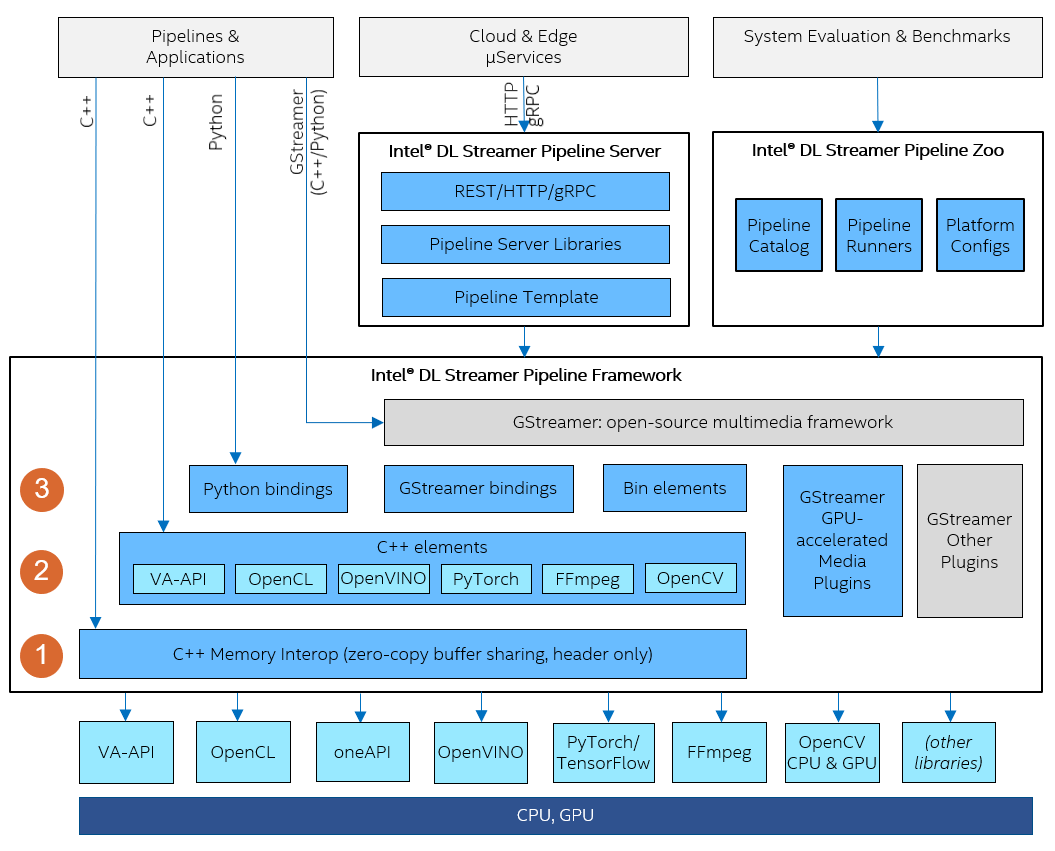 Pipelines &
Applications
Cloud & Edge
µServices
System Evaluation & Benchmarks
C++
C++
Python
GStreamer
(C++/Python)
HTTP
gRPC
Intel® DL Streamer Pipeline Server
REST/HTTP/gRPC
Pipeline Server Libraries
Pipeline Template
Intel® DL Streamer Pipeline Zoo
Pipeline
Catalog
Pipeline
Runners
Platform
Configs
Intel® DL Streamer Pipeline Framework
GStreamer: open-source multimedia framework
3
Python bindings
GStreamer bindings
Bin elements
GStreamer
GPU-
accelerated
Media
Plugins
GStreamer
Other
Plugins
2
C++ elements
VA-API
OpenCL
OpenVINO
PyTorch
FFmpeg
OpenCV
1
C++ Memory Interop (zero-copy buffer sharing, header only)
VA-API
OpenCL
oneAPI
OpenVINO
PyTorch/
TensorFlow
FFmpeg
OpenCV
CPU & GPU
(other
libraries)
CPU, GPU